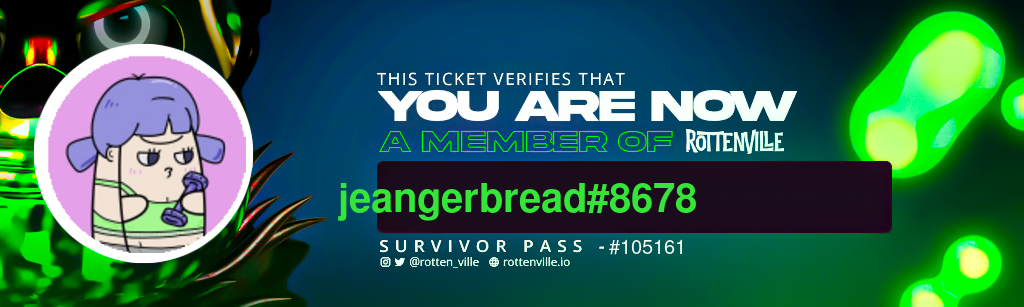 THIS TICKET VERIFIES THAT
YOU ARE NOW
A MEMBER OF ROTTENVILLE
jeangerbread#8678
SURVIVOR PASS - #105161
@rotten_ville rottenville.io